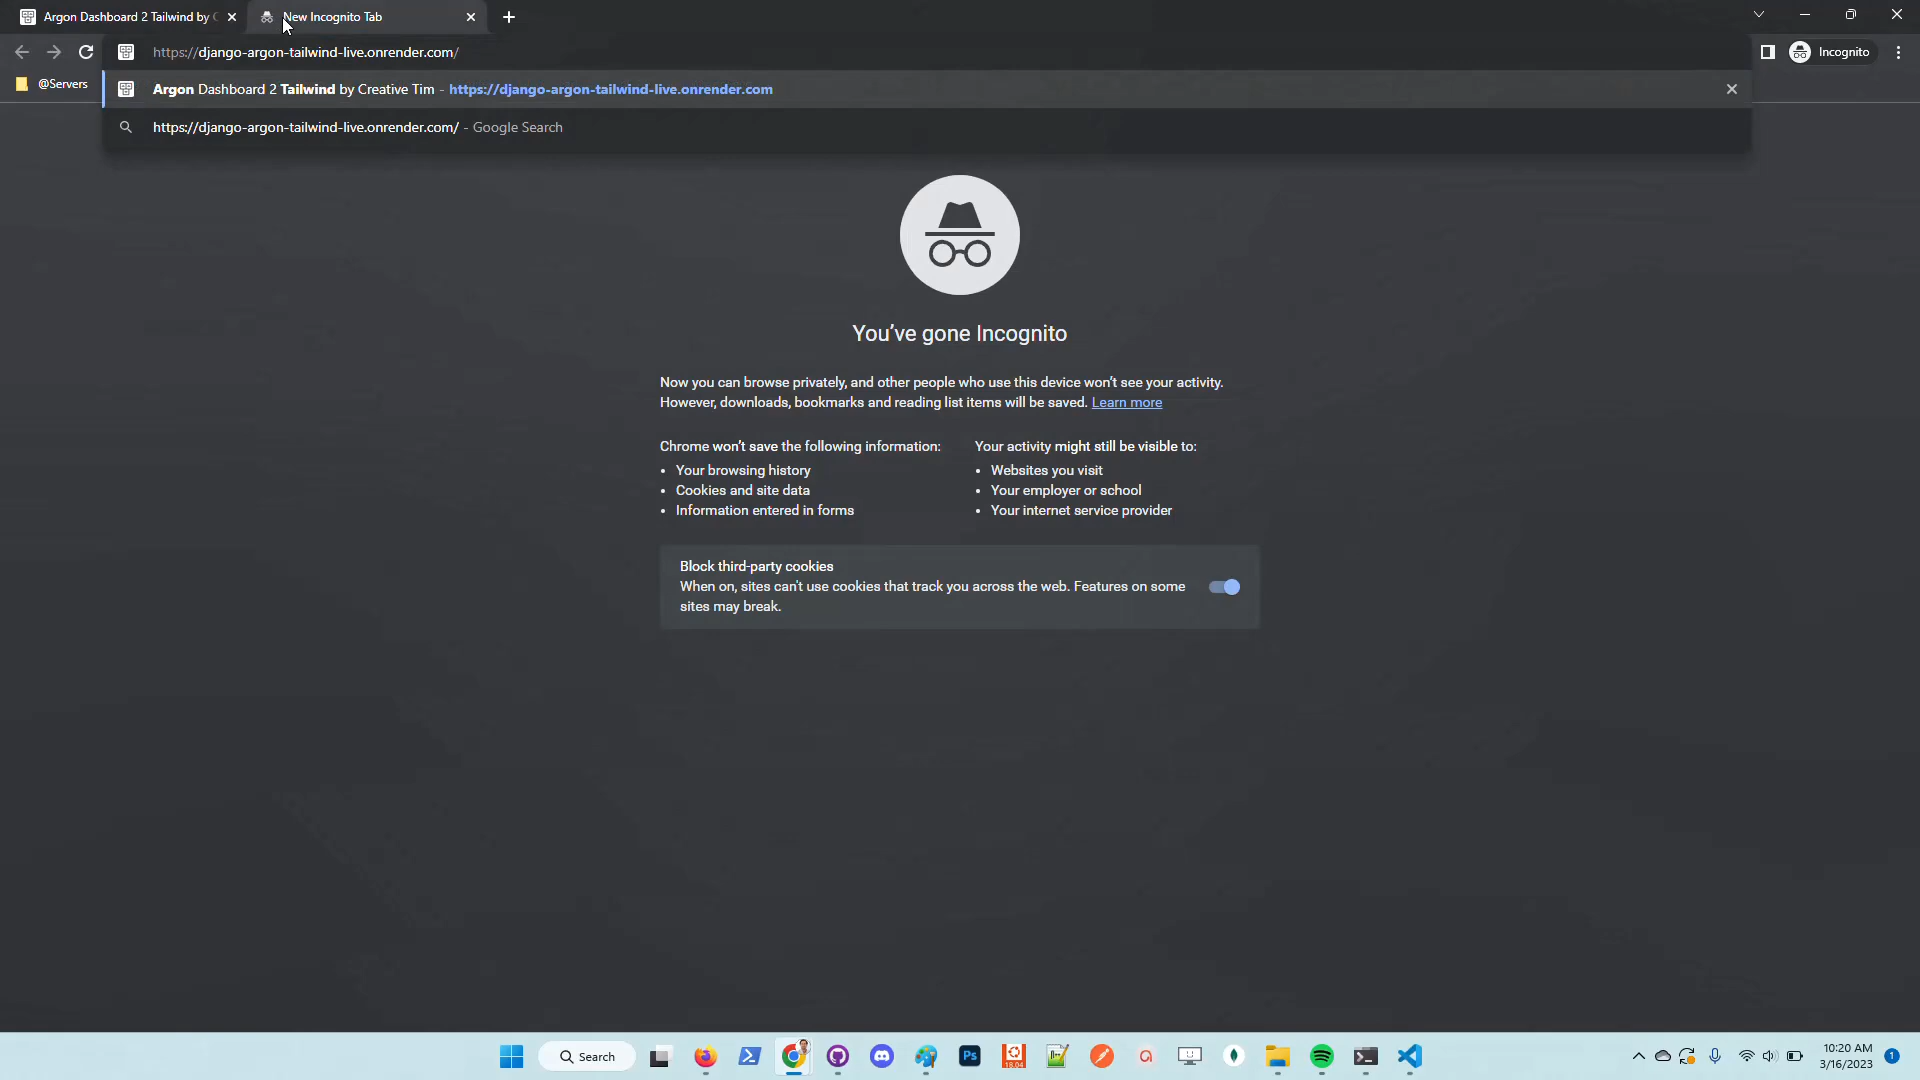 Argon Dashboard 2 Tailwind by C
New Incognito Tab
https://django-argon-tailwind-live.onrender.com/
Incognito
@Servers
Argon Dashboard 2 Tailwind by Creative Tim - https://django-argon-tailwind-live.onrender.com
https://django-argon-tailwind-live.onrender.com/ - Google Search
You've gone Incognito
Now you can browse privately, and other people who use this device won't see your activity.
However, downloads, bookmarks and reading list items will be saved. Learn more
Chrome won't save the following information:
• Your browsing history
• Cookies and site data
• Information entered in forms
Your activity might still be visible to:
• Websites you visit
• Your employer or school
• Your internet service provider
Block third-party cookies
When on, sites can't use cookies that track you across the web. Features on some
sites may break.
Search
Ps
18.04
10:20 AM
3/16/2023
1